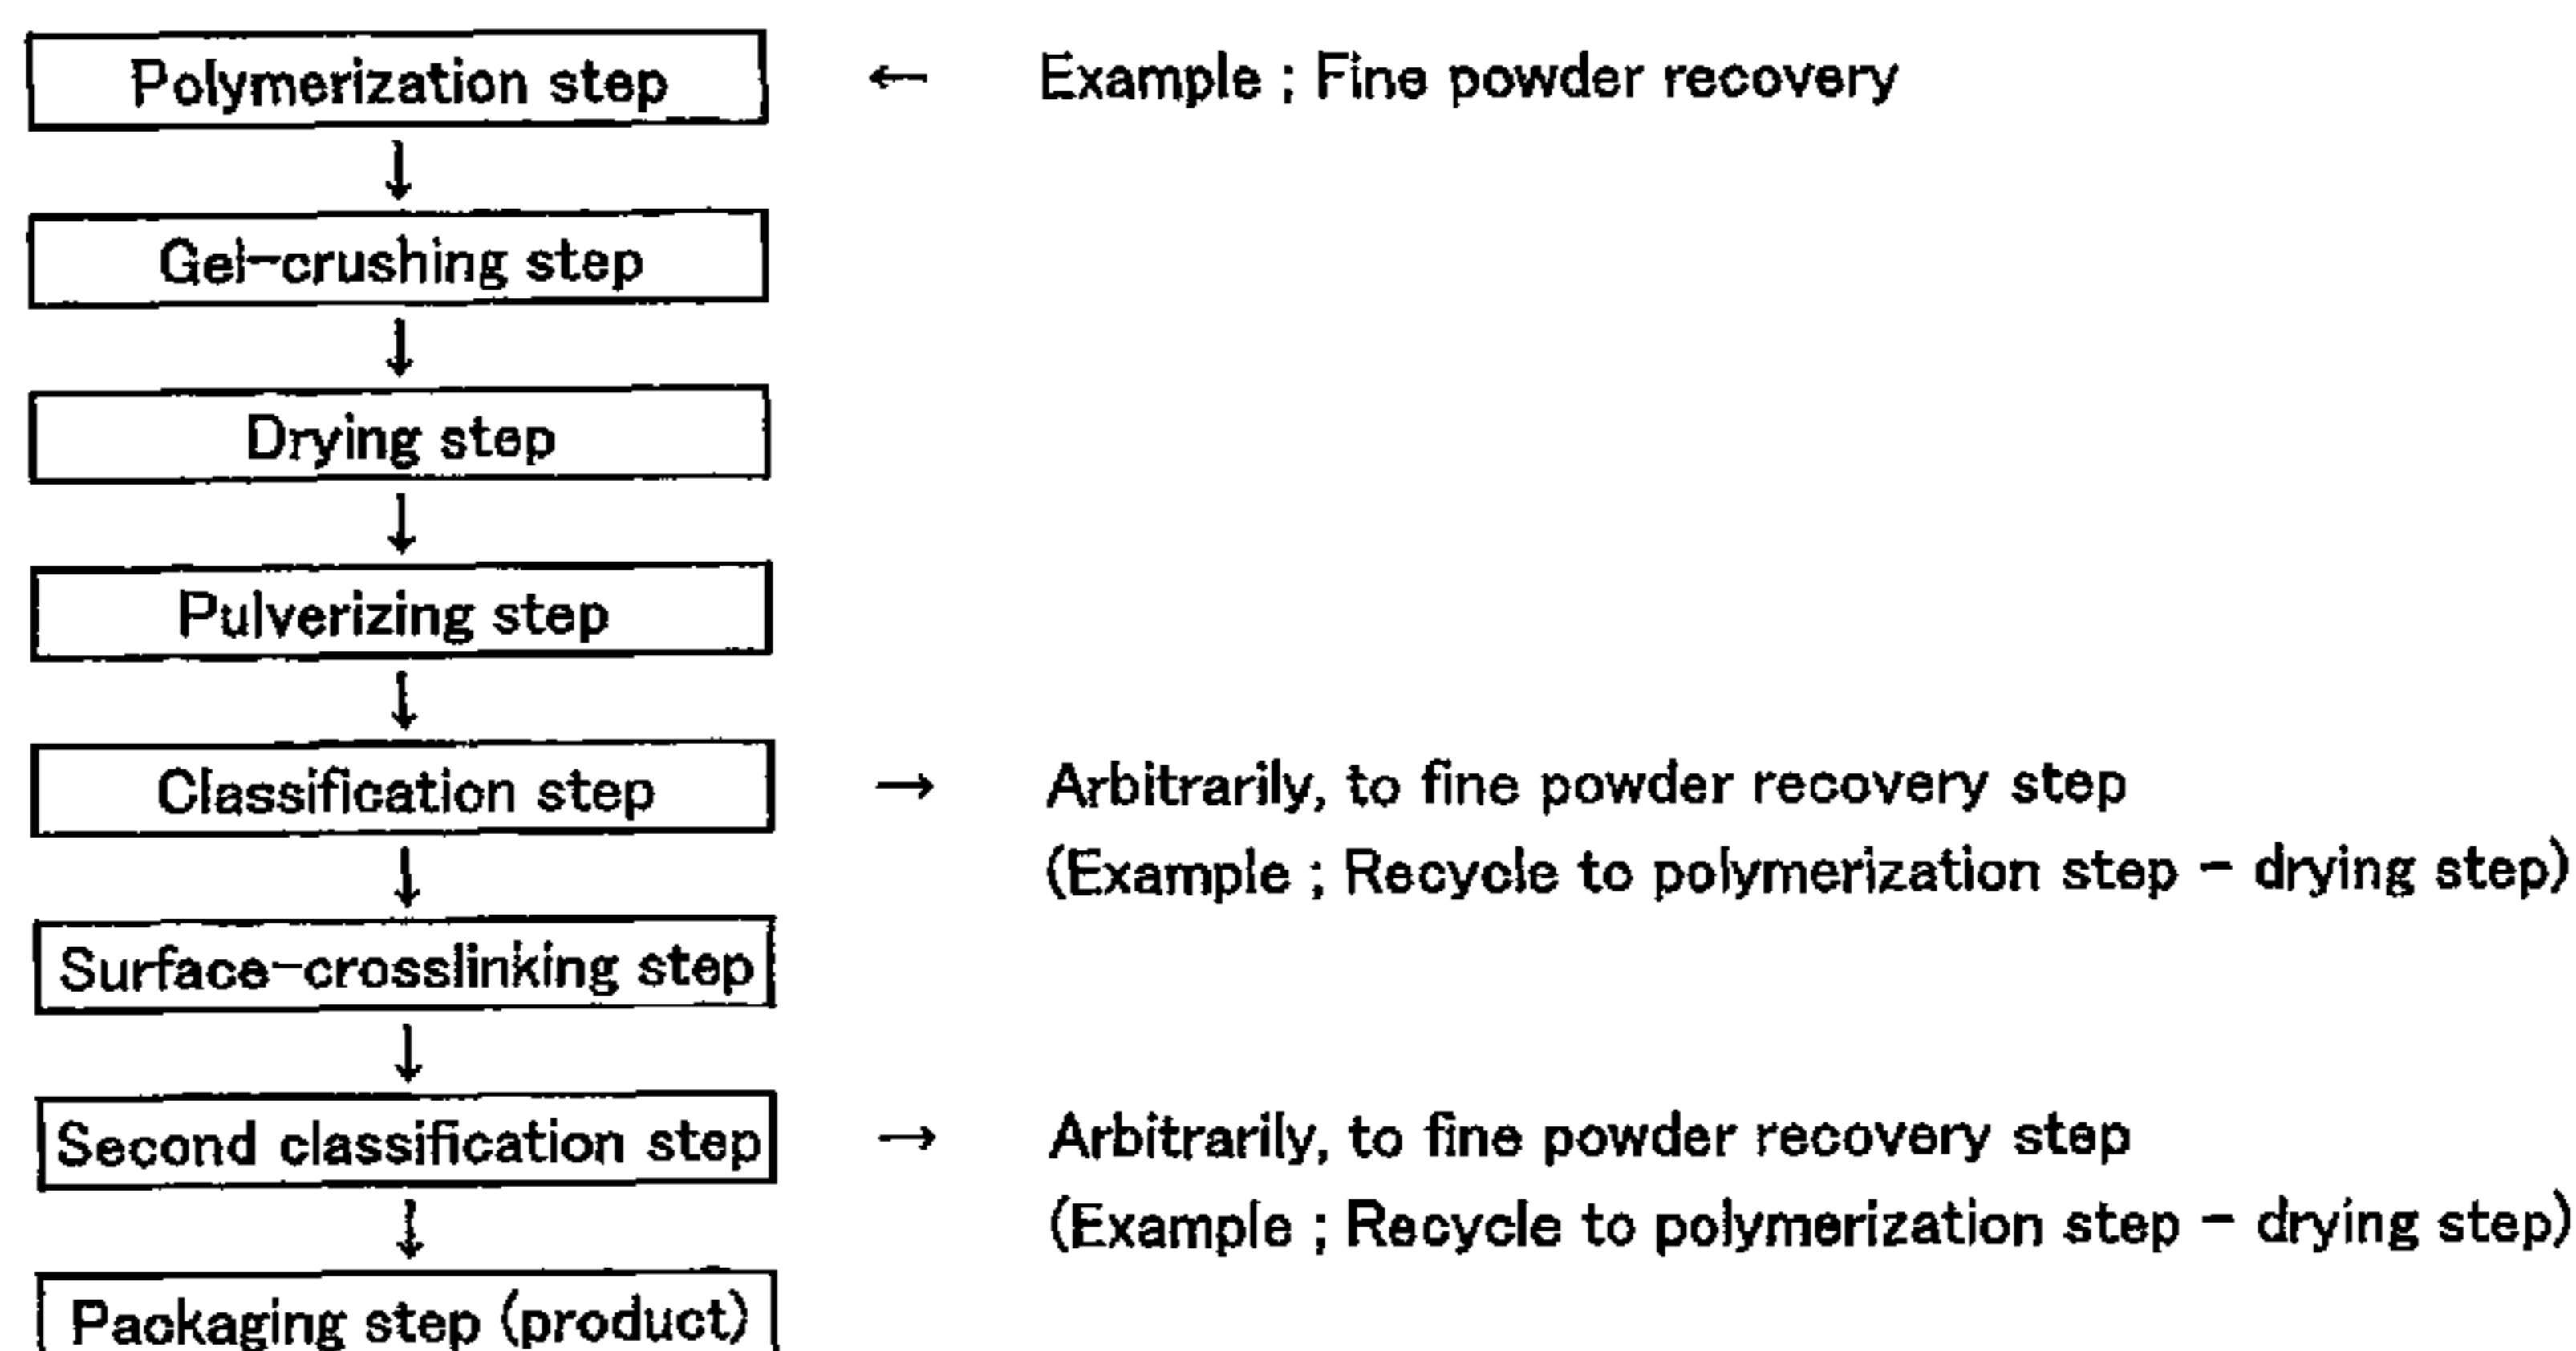 Polymerization step ← Example ; Fine powder recovery
↓
Gel-crushing step
↓
Drying step
↓
Pulverizing step
↓
Classification step → Arbitrarily, to fine powder recovery step
(Example ; Recycle to polymerization step - drying step)
↓
Surface-crosslinking step
↓
Second classification step → Arbitrarily, to fine powder recovery step
(Example ; Recycle to polymerization step - drying step)
↓
Packaging step (product)